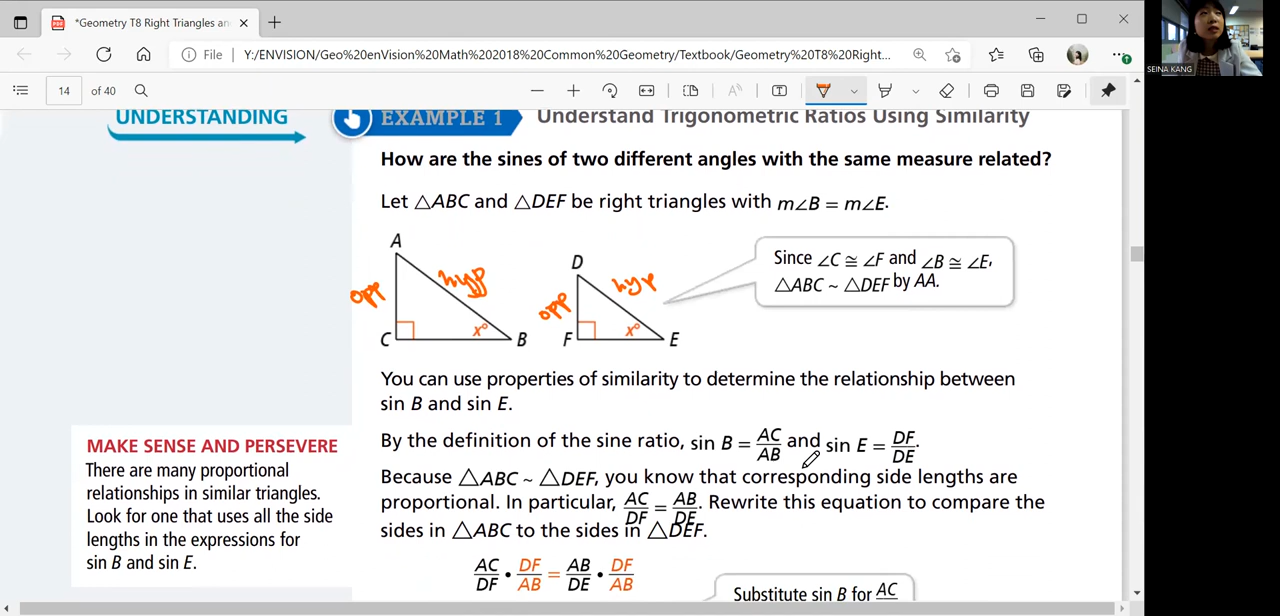 *Geometry T8 Right Triangles an
File
Y:/ENVISION/Geo%20enVision%20Math%202018%20Common%20Geometry/Textbook/Geometry%20T8%20Right...
SEINA KANG
14 of 40
UNDERSTANDING
EXAMPLE 1 Understand Trigonometric Ratios Using Similarity
How are the sines of two different angles with the same measure related?
Let △ABC and △DEF be right triangles with m∠B = m∠E.
A
opp
hyp
C
x°
B
D
opp
hyp
F
x°
E
Since ∠C ≅ ∠F and ∠B ≅ ∠E,
△ABC ~ △DEF by AA.
You can use properties of similarity to determine the relationship between
sin B and sin E.
By the definition of the sine ratio, sin B = AC/AB and sin E = DF/DE.
Because △ABC ~ △DEF, you know that corresponding side lengths are
proportional. In particular, AC/DF = AB/DE. Rewrite this equation to compare the
sides in △ABC to the sides in △DEF.
AC/DF • DF/AB = AB/DE • DF/AB
Substitute sin B for AC
MAKE SENSE AND PERSEVERE
There are many proportional
relationships in similar triangles.
Look for one that uses all the side
lengths in the expressions for
sin B and sin E.